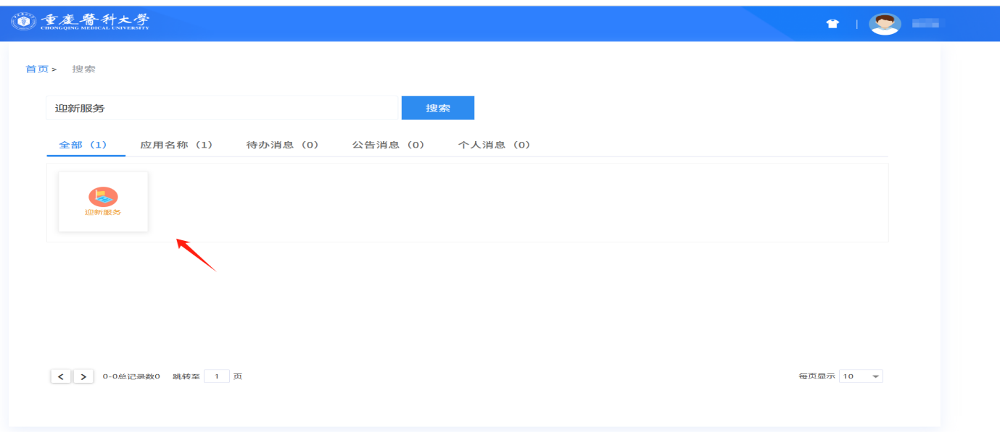 重庆醫科大学
CHONGQING MEDICAL UNIVERSITY
首页> 搜索
迎新服务 搜索
全部（1） 应用名称（1） 待办消息（0） 公告消息（0） 个人消息（0）
迎新服务
< > 0-0总记录数0 跳转至 1 页 每页显示 10